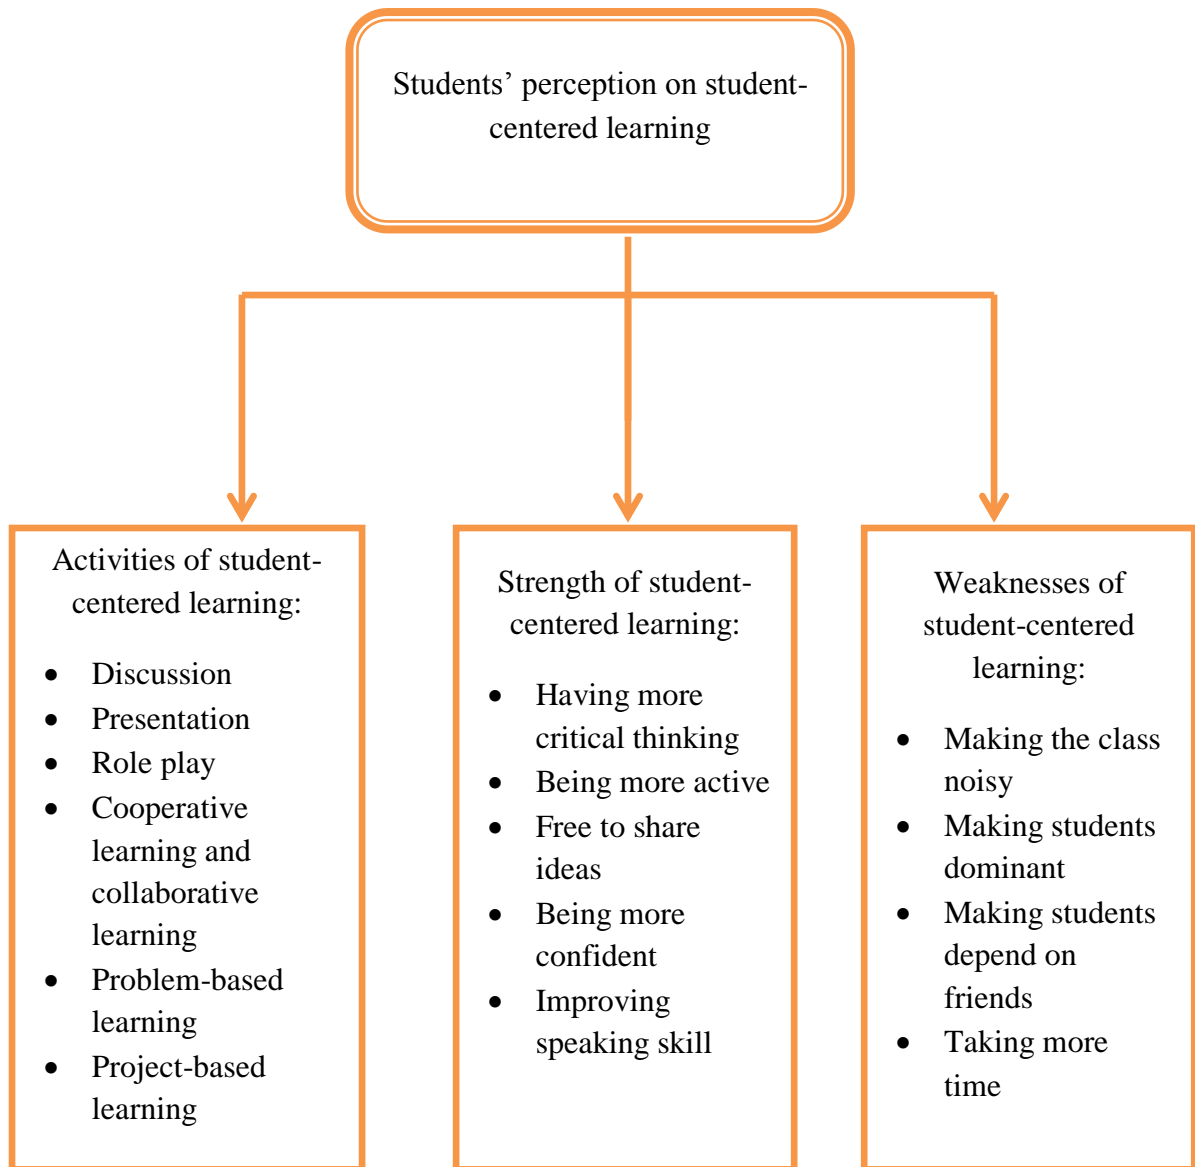 Students’ perception on student-
centered learning
Activities of student-
centered learning:
• Discussion
• Presentation
• Role play
• Cooperative
learning and
collaborative
learning
• Problem-based
learning
• Project-based
learning
Strength of student-
centered learning:
• Having more
critical thinking
• Being more active
• Free to share
ideas
• Being more
confident
• Improving
speaking skill
Weaknesses of
student-centered
learning:
• Making the class
noisy
• Making students
dominant
• Making students
depend on
friends
• Taking more
time